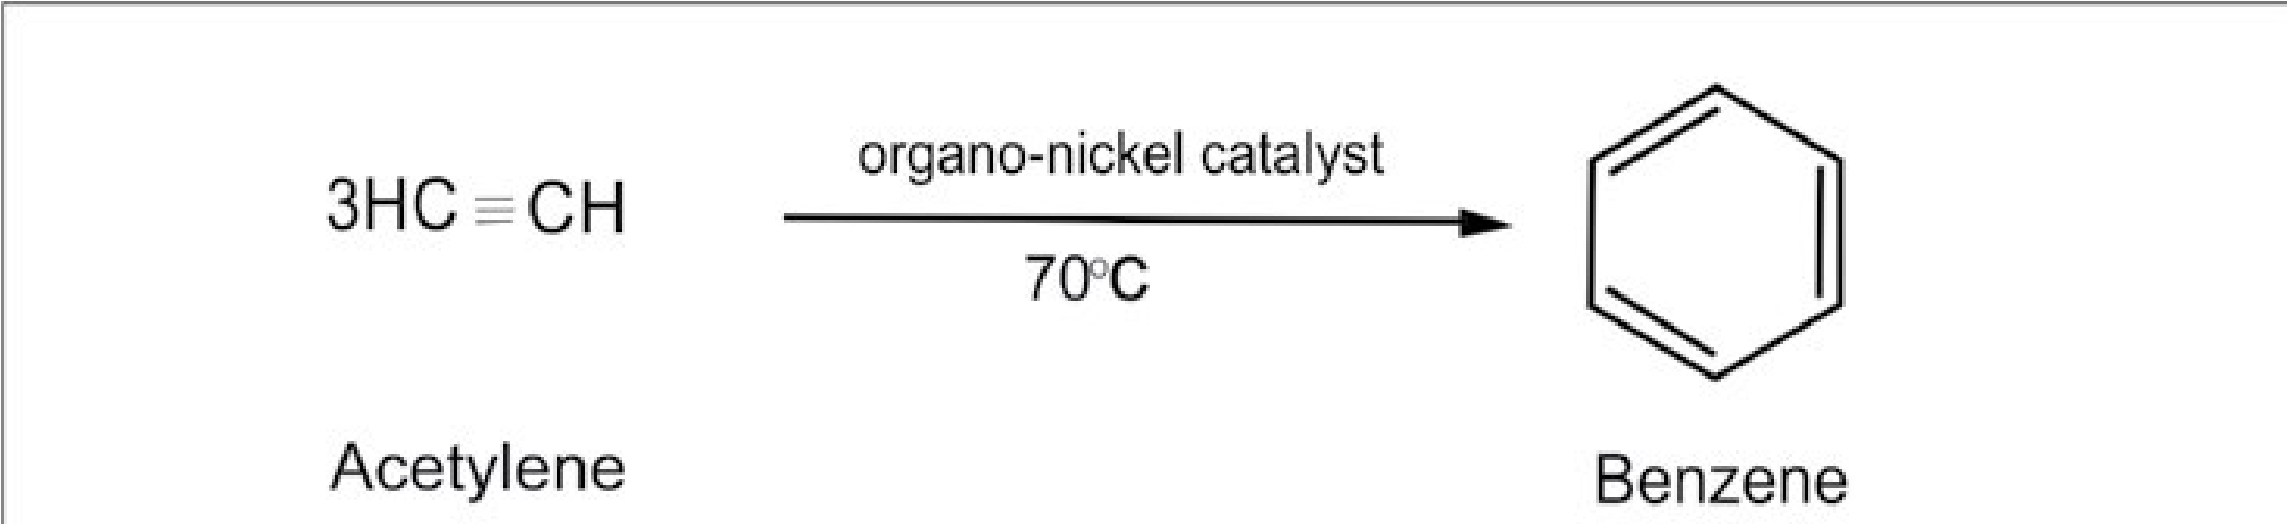 organo-nickel catalyst
3HC≡CH
70°C
Acetylene
Benzene